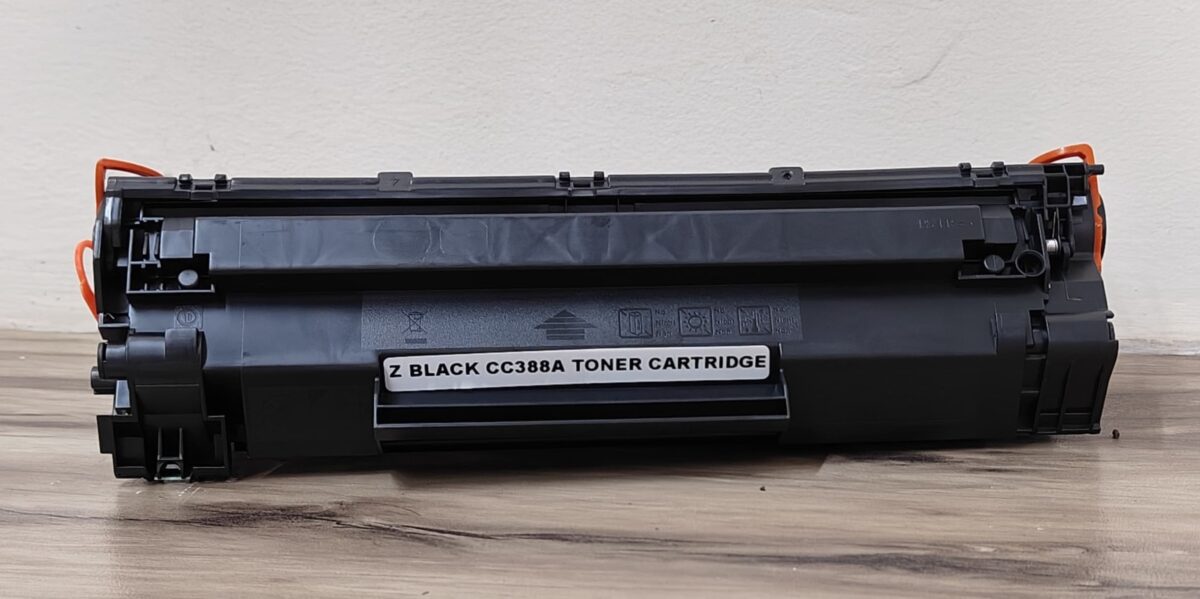 Z BLACK CC388A TONER CARTRIDGE